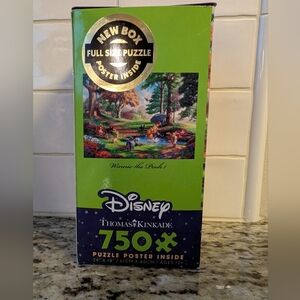 NEW BOX
FULL SIZE PUZZLE
POSTER INSIDE
Winnie the Pooh I
Disney
THOMAS KINKADE
750
PUZZLE POSTER INSIDE